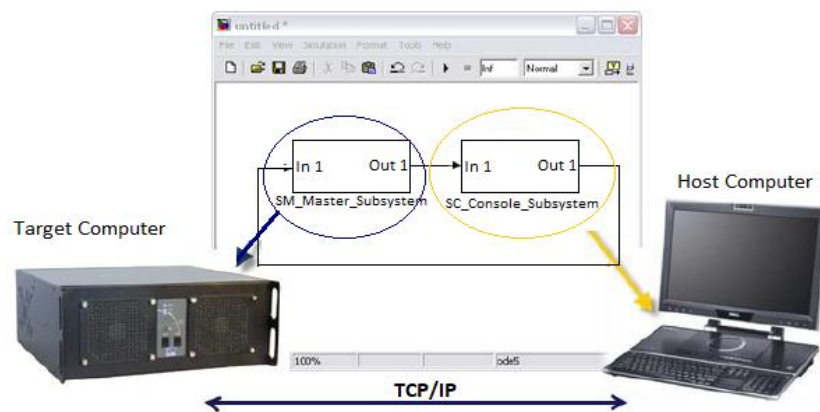 untitled *
File Edit View Simulation Format Tools Help
Inf Normal
In 1 Out 1 In 1 Out 1
SM_Master_Subsystem SC_Console_Subsystem
Host Computer
Target Computer
100% ode5
TCP/IP